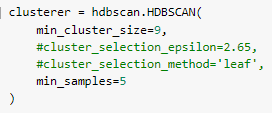 clusterer = hdbscan.HDBSCAN(
    min_cluster_size=9,
    #cluster_selection_epsilon=2.65,
    #cluster_selection_method='leaf',
    min_samples=5
)